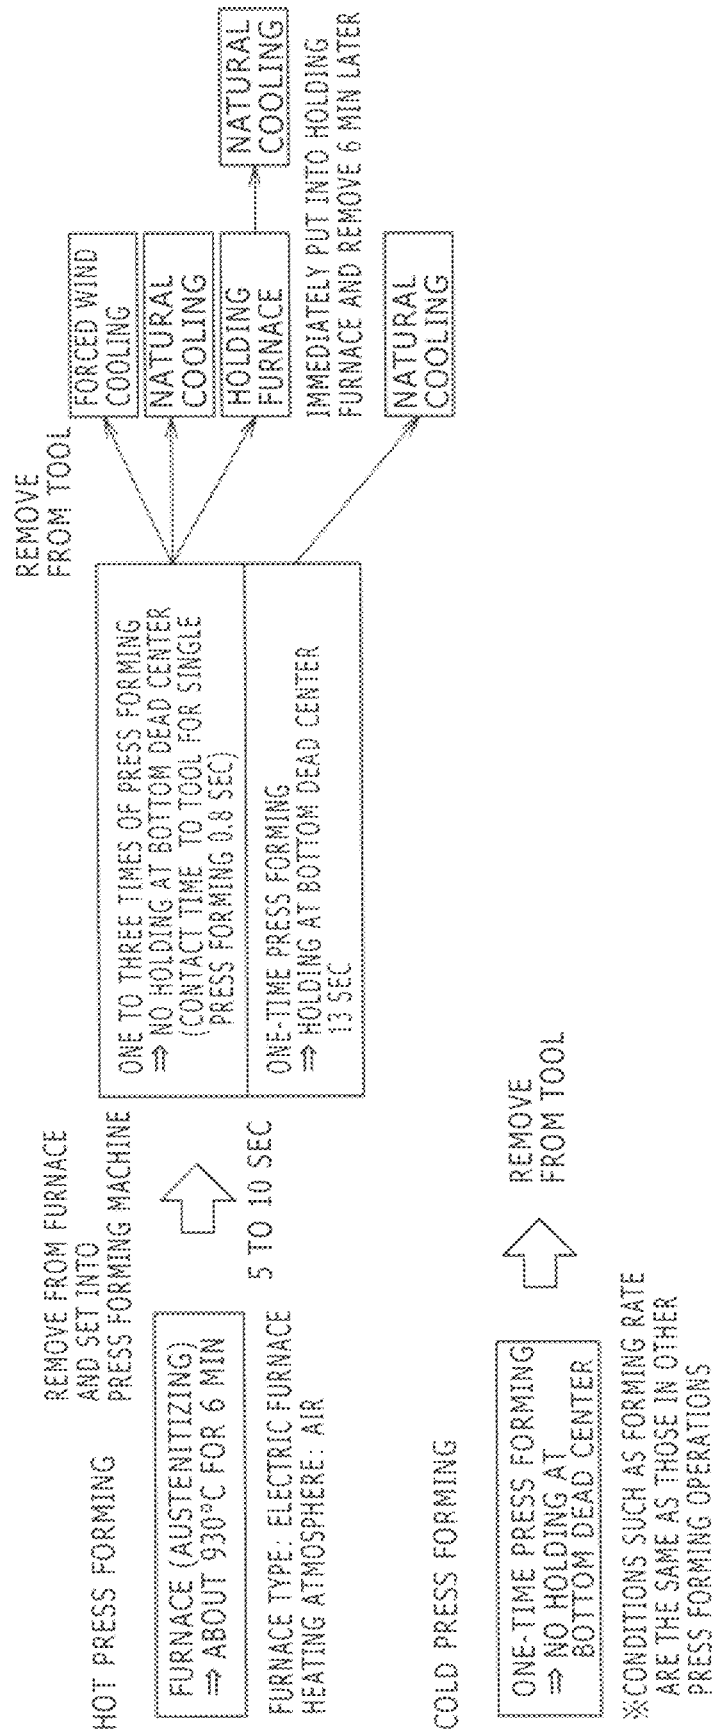 HOT PRESS FORMING
FURNACE (AUSTENITIZING)
⇒ ABOUT 930°C FOR 6 MIN
FURNACE TYPE: ELECTRIC FURNACE
HEATING ATMOSPHERE: AIR
REMOVE FROM FURNACE
AND SET INTO
PRESS FORMING MACHINE
5 TO 10 SEC
ONE TO THREE TIMES OF PRESS FORMING
⇒ NO HOLDING AT BOTTOM DEAD CENTER
(CONTACT TIME TO TOOL FOR SINGLE
PRESS FORMING 0.8 SEC)
ONE-TIME PRESS FORMING
⇒ HOLDING AT BOTTOM DEAD CENTER
13 SEC
REMOVE
FROM TOOL
FORCED WIND
COOLING
NATURAL
COOLING
HOLDING
FURNACE
NATURAL
COOLING
IMMEDIATELY PUT INTO HOLDING
FURNACE AND REMOVE 6 MIN LATER
NATURAL
COOLING
COLD PRESS FORMING
ONE-TIME PRESS FORMING
⇒ NO HOLDING AT
BOTTOM DEAD CENTER
REMOVE
FROM TOOL
※CONDITIONS SUCH AS FORMING RATE
ARE THE SAME AS THOSE IN OTHER
PRESS FORMING OPERATIONS